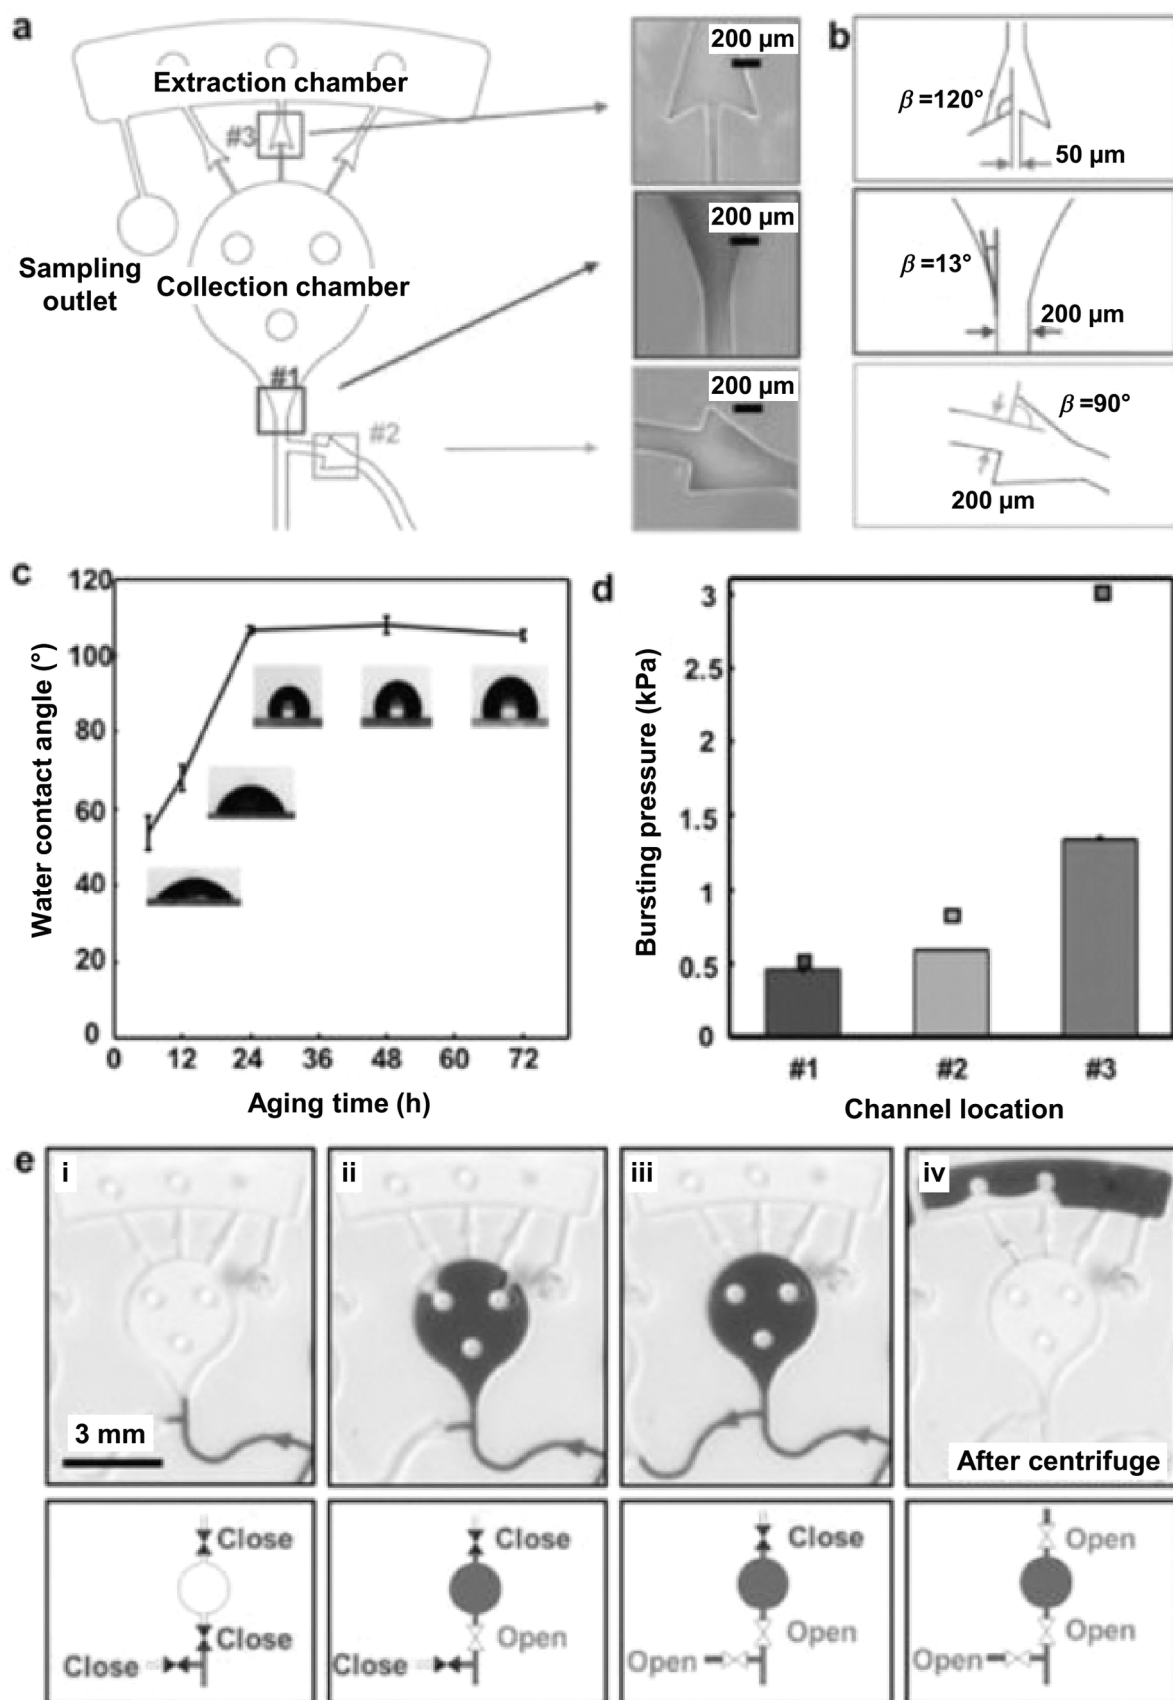 a
Extraction chamber
#3
Sampling
outlet
Collection chamber
#1
#2
200 µm
200 µm
200 µm
b
β=120°
50 µm
β=13°
200 µm
β=90°
200 µm
c
120
100
80
60
40
20
0
0 12 24 36 48 60 72
Water contact angle (°)
Aging time (h)
d
3
2.5
2
1.5
1
0.5
0
#1 #2 #3
Bursting pressure (kPa)
Channel location
e
i
3 mm
ii
iii
iv
After centrifuge
Close
Close
Close
Close
Open
Close
Close
Open
Open
Open
Open
Open